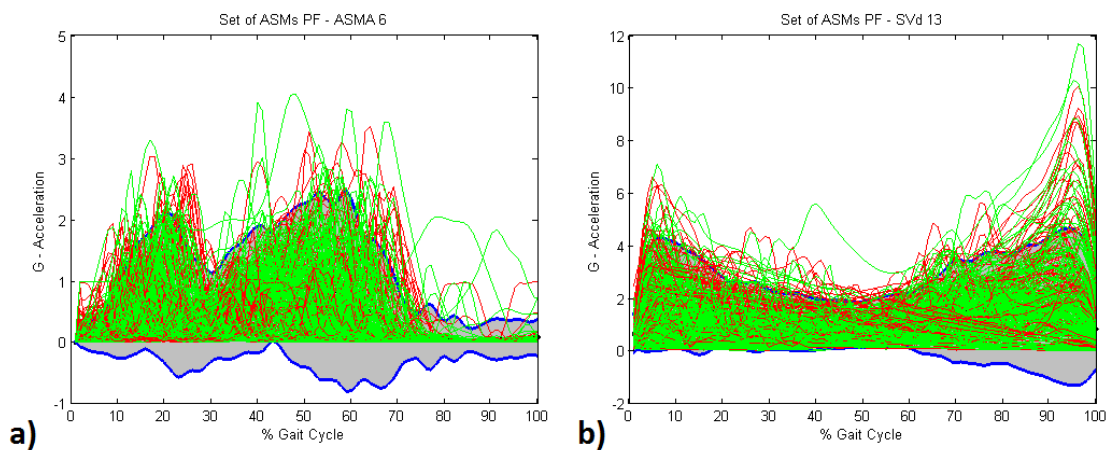 Set of ASMs PF - ASMA 6
5
4
3
2
1
0
-1
G - Acceleration
0 10 20 30 40 50 60 70 80 90 100
% Gait Cycle
a)
Set of ASMs PF - SVd 13
12
10
8
6
4
2
0
-2
G - Acceleration
0 10 20 30 40 50 60 70 80 90 100
% Gait Cycle
b)